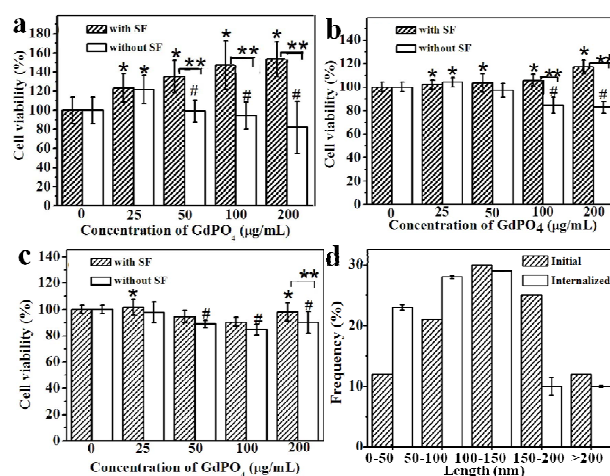 a
with SF
without SF
180
160
140
120
100
80
60
40
20
0
Cell viability (%)
* * * * *
** ** **
# # #
0 25 50 100 200
Concentration of GdPO4 (μg/mL)
b
with SF
without SF
140
120
100
80
60
40
20
0
Cell viability (%)
* * * * *
** **
# #
0 25 50 100 200
Concentration of GdPO4 (μg/mL)
c
with SF
without SF
140
120
100
80
60
40
20
0
Cell viability (%)
* *
**
# # #
0 25 50 100 200
Concentration of GdPO4 (μg/mL)
d
Initial
Internalized
30
20
10
0
Frequency (%)
0-50 50-100 100-150 150-200 >200
Length (nm)